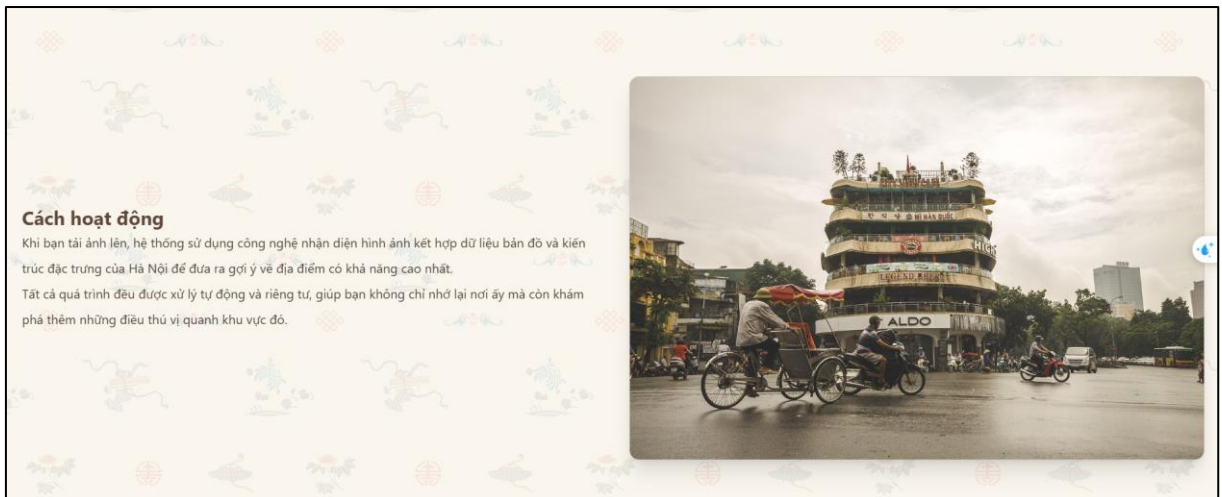 Cách hoạt động
Khi bạn tải ảnh lên, hệ thống sử dụng công nghệ nhận diện hình ảnh kết hợp dữ liệu bản đồ và kiến
trúc đặc trưng của Hà Nội để đưa ra gợi ý về địa điểm có khả năng cao nhất.
Tất cả quá trình đều được xử lý tự động và riêng tư, giúp bạn không chỉ nhớ lại nơi ấy mà còn khám
phá thêm những điều thú vị quanh khu vực đó.
MÌ HÀN QUỐC
LEGEND BEER
ALDO